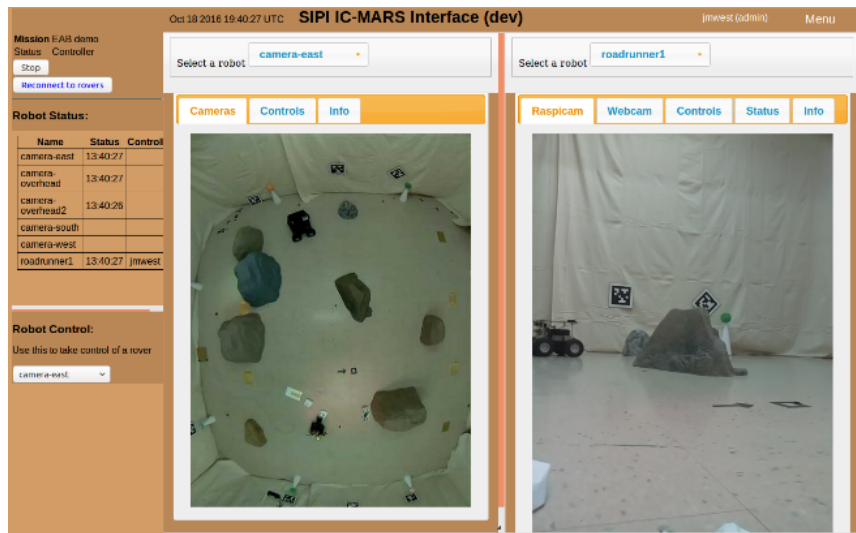 Oct 18 2016 19:40:27 UTC SIPI IC-MARS Interface (dev) jmwest (admin) Menu
Mission EAB demo
Status Controller
Stop
Reconnect to rovers
Robot Status:
Name Status Controll
camera-east 13:40:27
camera-
overhead 13:40:27
camera-
overhead2 13:40:26
camera-south
camera-west
roadrunner1 13:40:27 jmwest
Robot Control:
Use this to take control of a rover
camera-east
Select a robot camera-east
Cameras Controls Info
Select a robot roadrunner1
Raspicam Webcam Controls Status Info